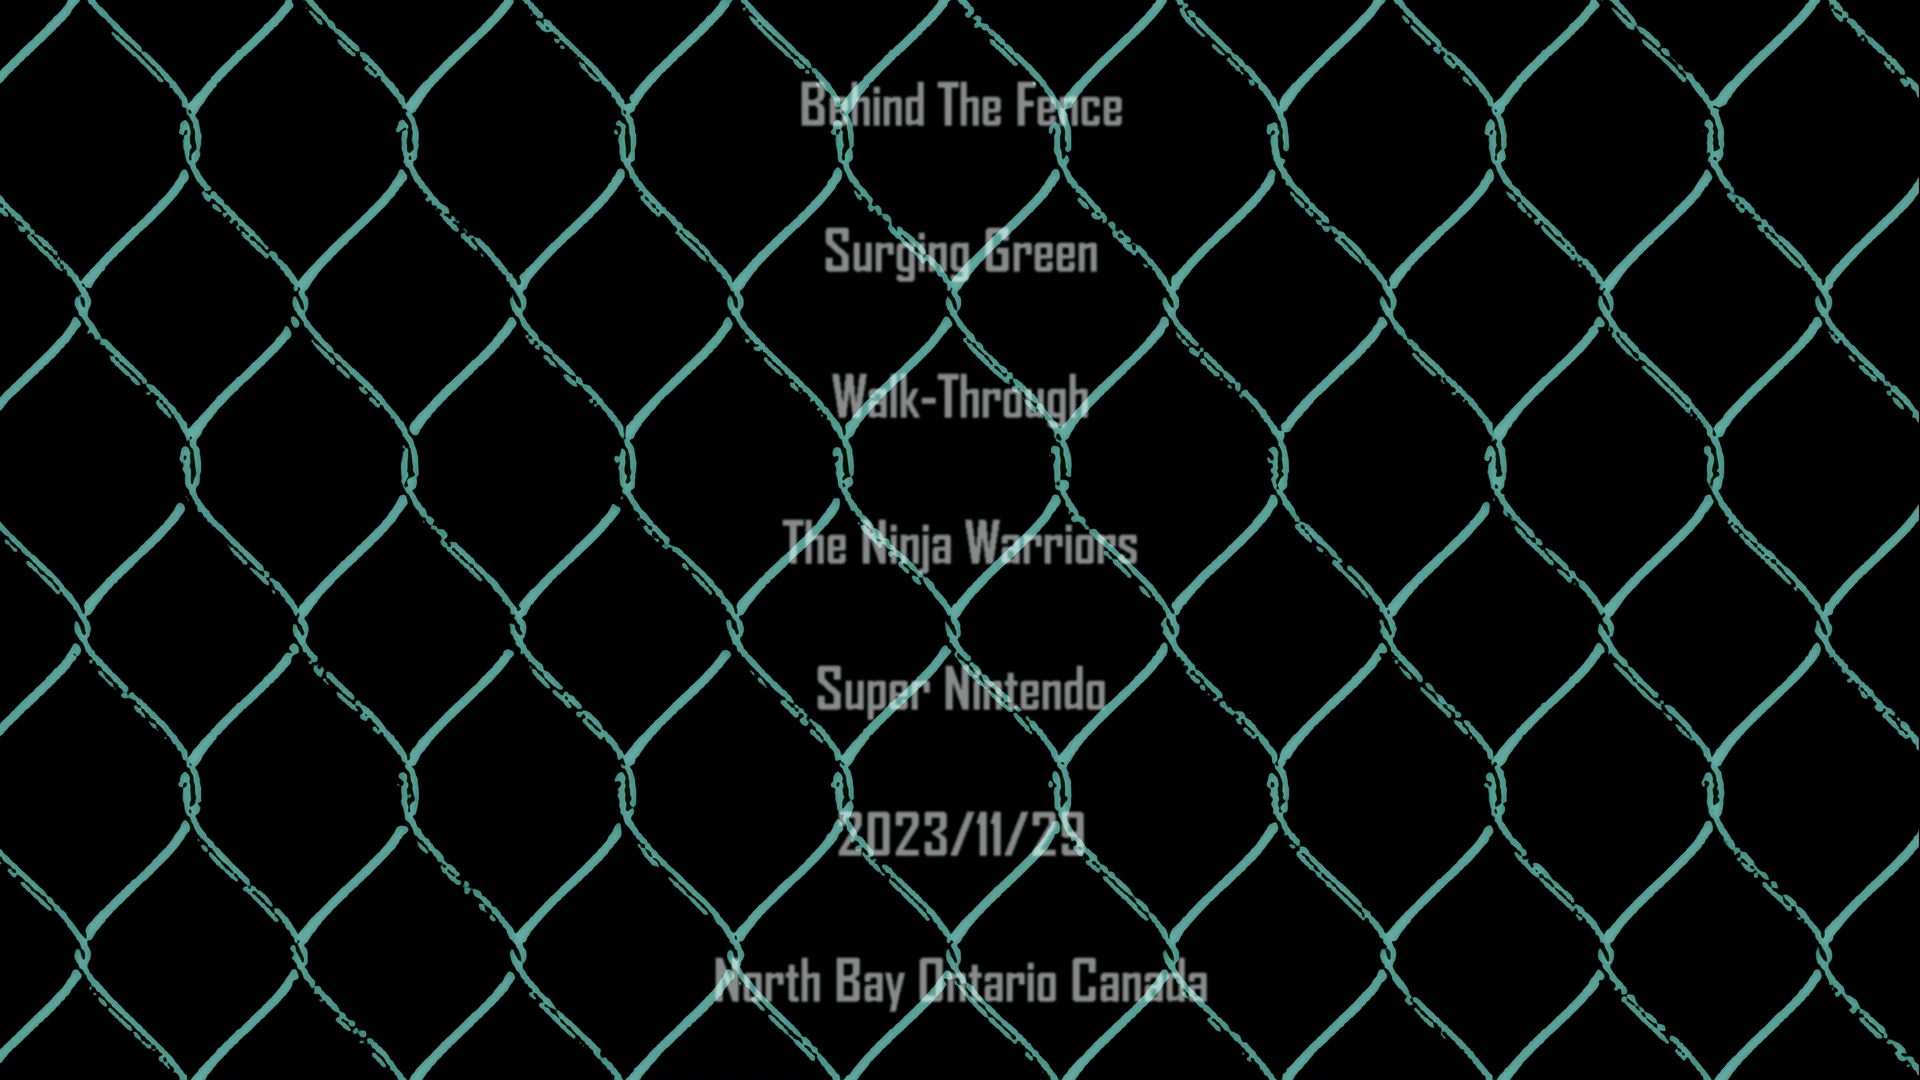 Behind The Fence
Surging Green
Walk-Through
The Ninja Warriors
Super Nintendo
2023/11/29
North Bay Ontario Canada